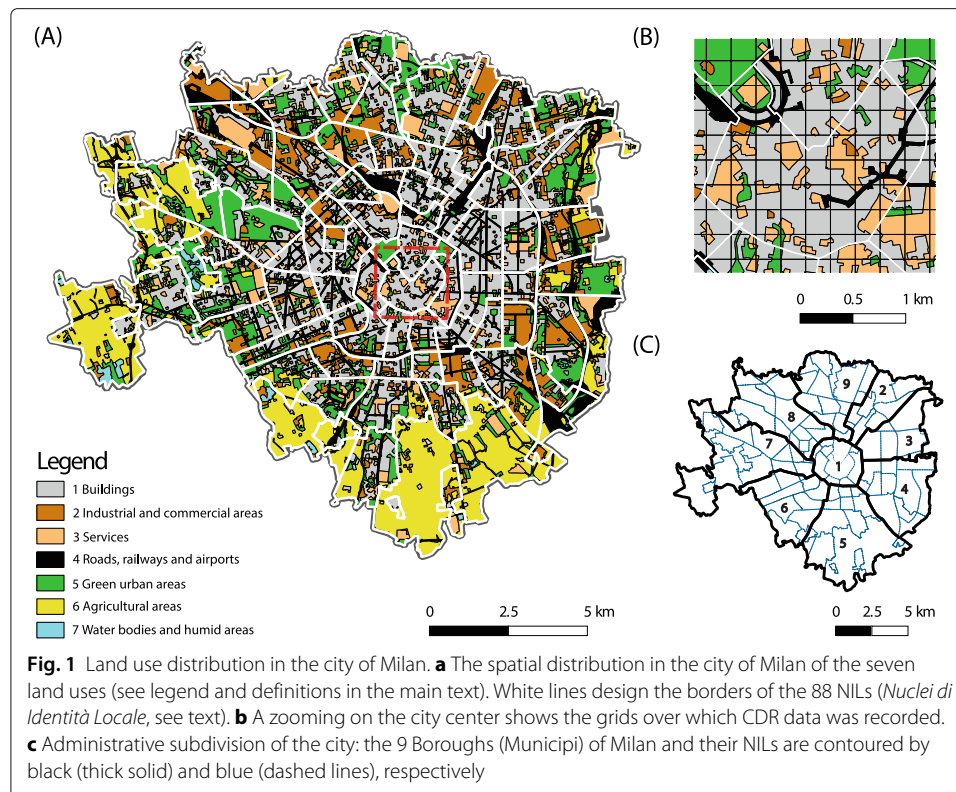 (A)
(B)
0 0.5 1 km
(C)
9
2
8
3
7
1
4
6
5
0 2.5 5 km
Legend
1 Buildings
2 Industrial and commercial areas
3 Services
4 Roads, railways and airports
5 Green urban areas
6 Agricultural areas
7 Water bodies and humid areas
0 2.5 5 km
Fig. 1 Land use distribution in the city of Milan. a The spatial distribution in the city of Milan of the seven
land uses (see legend and definitions in the main text). White lines design the borders of the 88 NILs (Nuclei di
Identità Locale, see text). b A zooming on the city center shows the grids over which CDR data was recorded.
c Administrative subdivision of the city: the 9 Boroughs (Municipi) of Milan and their NILs are contoured by
black (thick solid) and blue (dashed lines), respectively